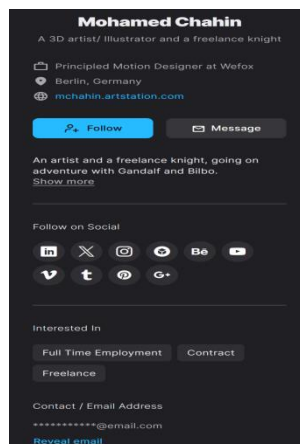 Mohamed Chahin
A 3D artist/ Illustrator and a freelance knight
Principled Motion Designer at Wefox
Berlin, Germany
mchahin.artstation.com
Follow
Message
An artist and a freelance knight, going on
adventure with Gandalf and Bilbo.
Show more
Follow on Social
in X Bē
t G+
Interested In
Full Time Employment Contract
Freelance
Contact / Email Address
***********@email.com
Reveal email